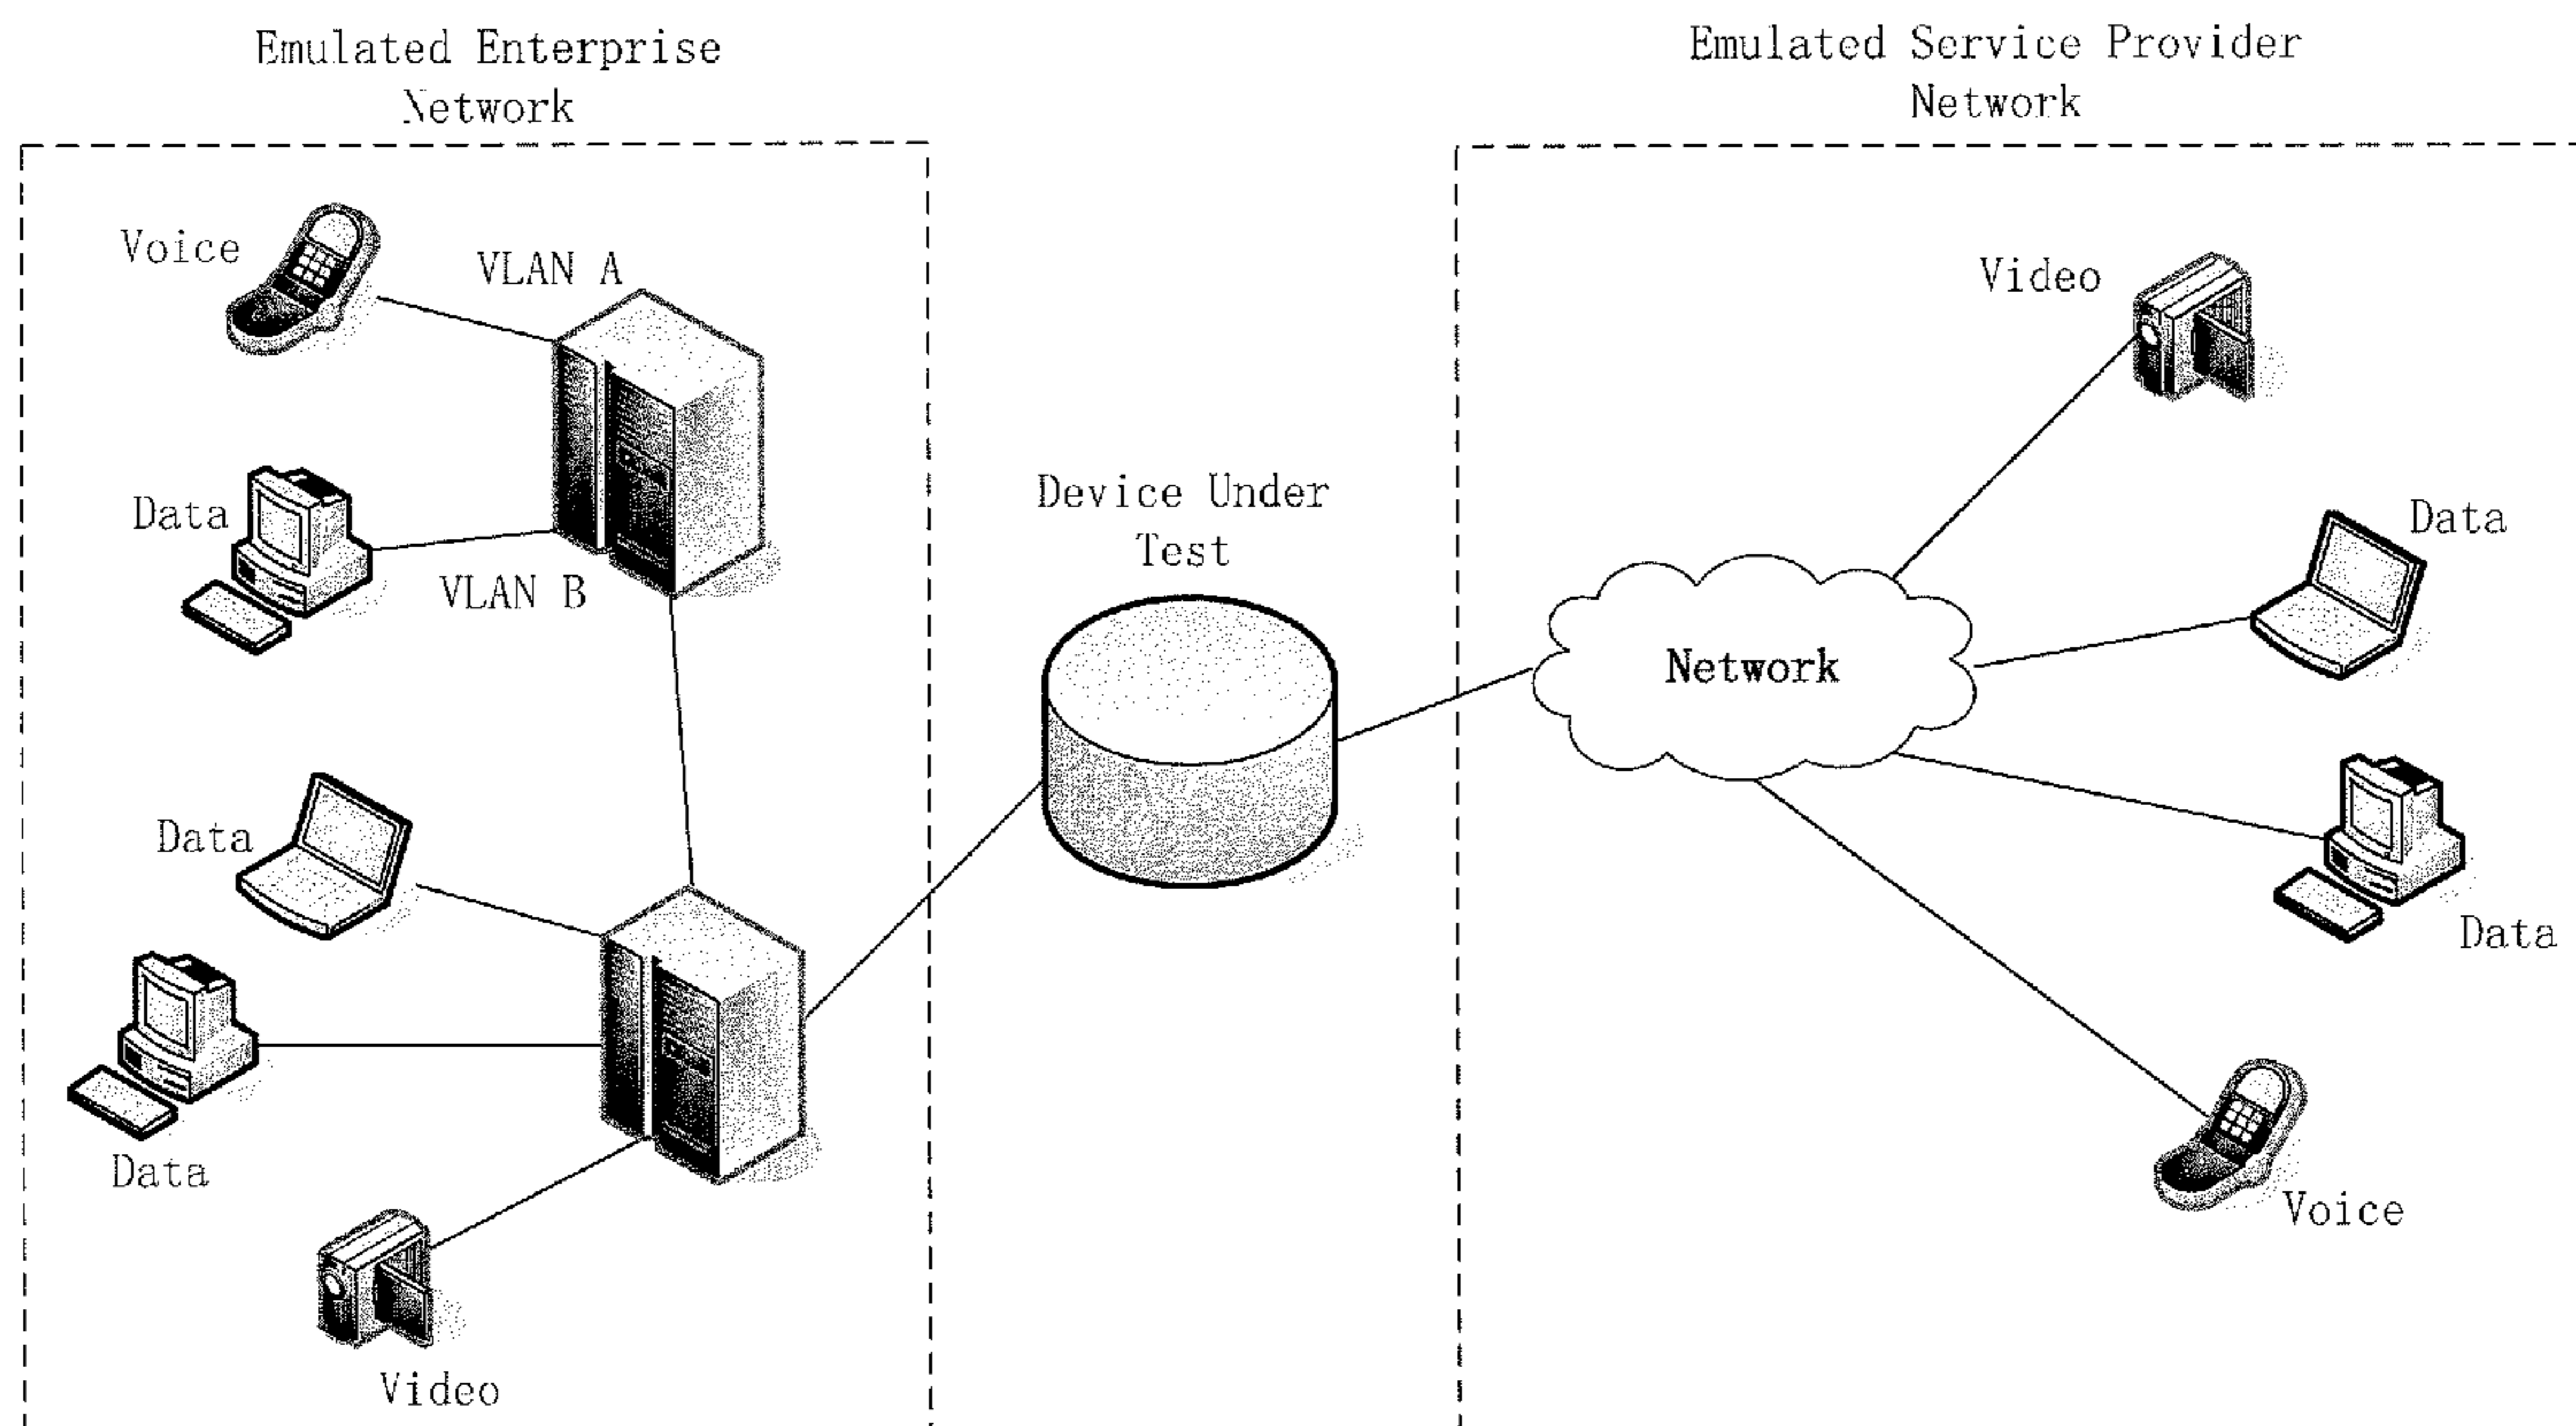 Emulated Enterprise
Network
Emulated Service Provider
Network
Voice
VLAN A
Video
Data
VLAN B
Device Under
Test
Data
Network
Data
Data
Data
Voice
Video